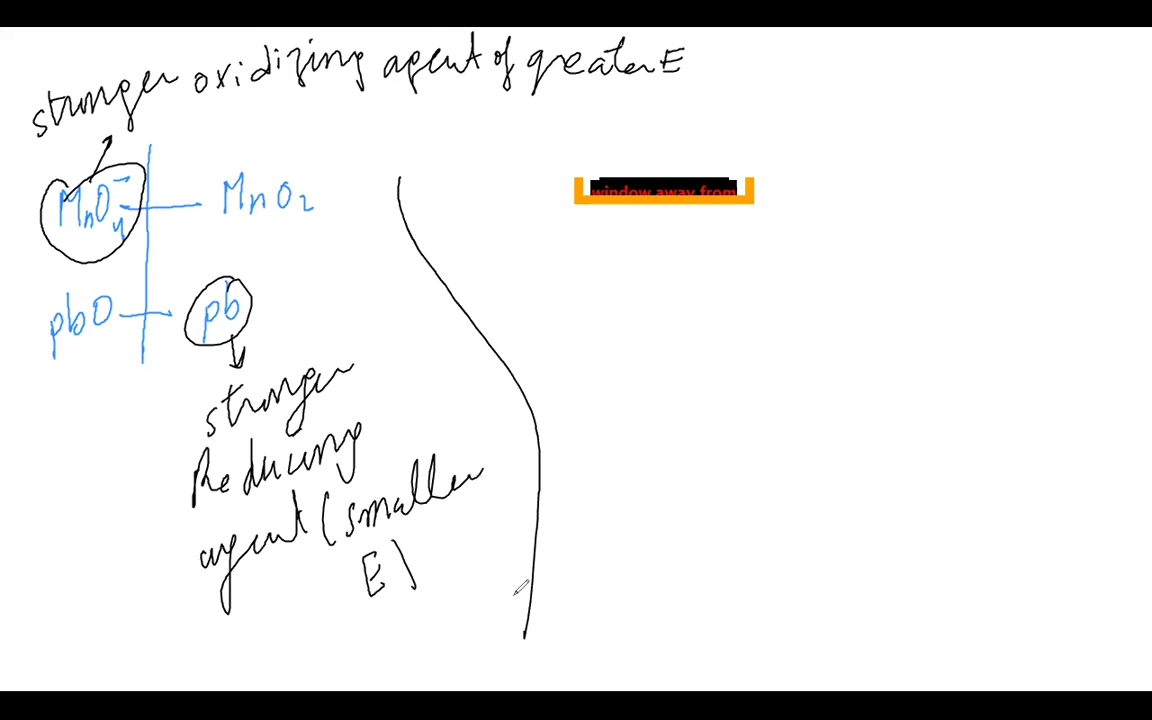 stronger oxidizing agent of greater E
MnO₄⁻ MnO₂
pbO pb
stronger
Reducing
agent (smaller
E)
window away from